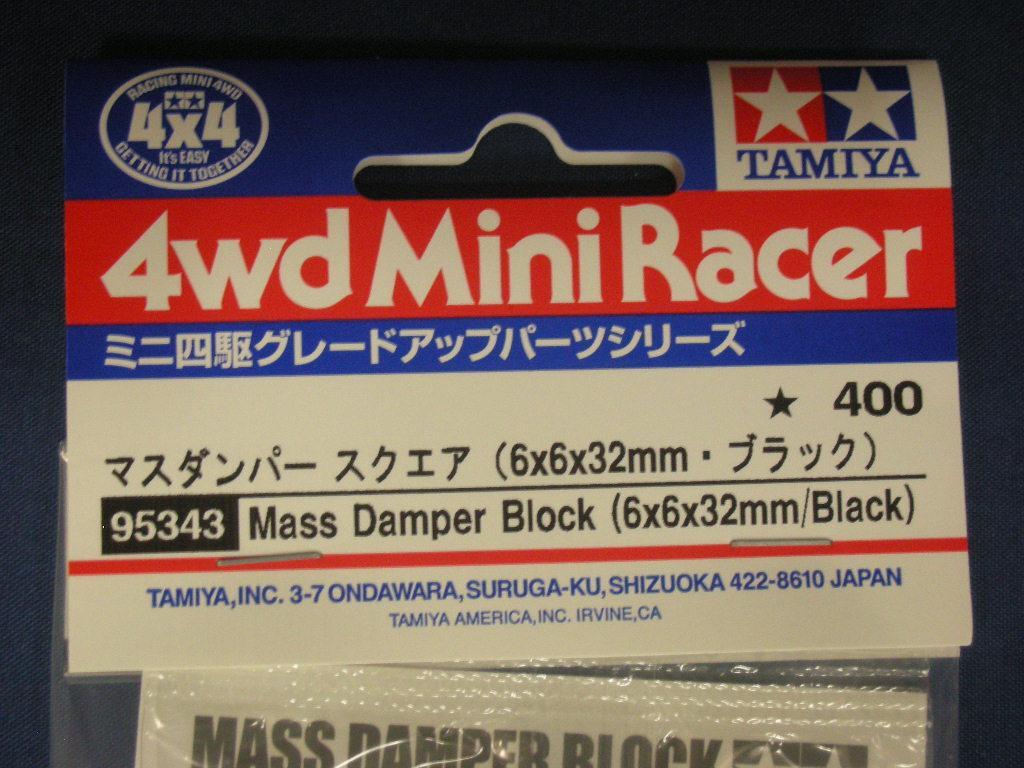 RACING MINI 4WD
4x4
It's EASY
GETTING IT TOGETHER
TAMIYA
4wd Mini Racer
ミニ四駆グレードアップパーツシリーズ
★ 400
マスダンパー スクエア（6x6x32mm・ブラック）
95343 Mass Damper Block (6x6x32mm/Black)
TAMIYA,INC. 3-7 ONDAWARA, SURUGA-KU, SHIZUOKA 422-8610 JAPAN
TAMIYA AMERICA, INC. IRVINE, CA
MASS DAMPER BLOCK